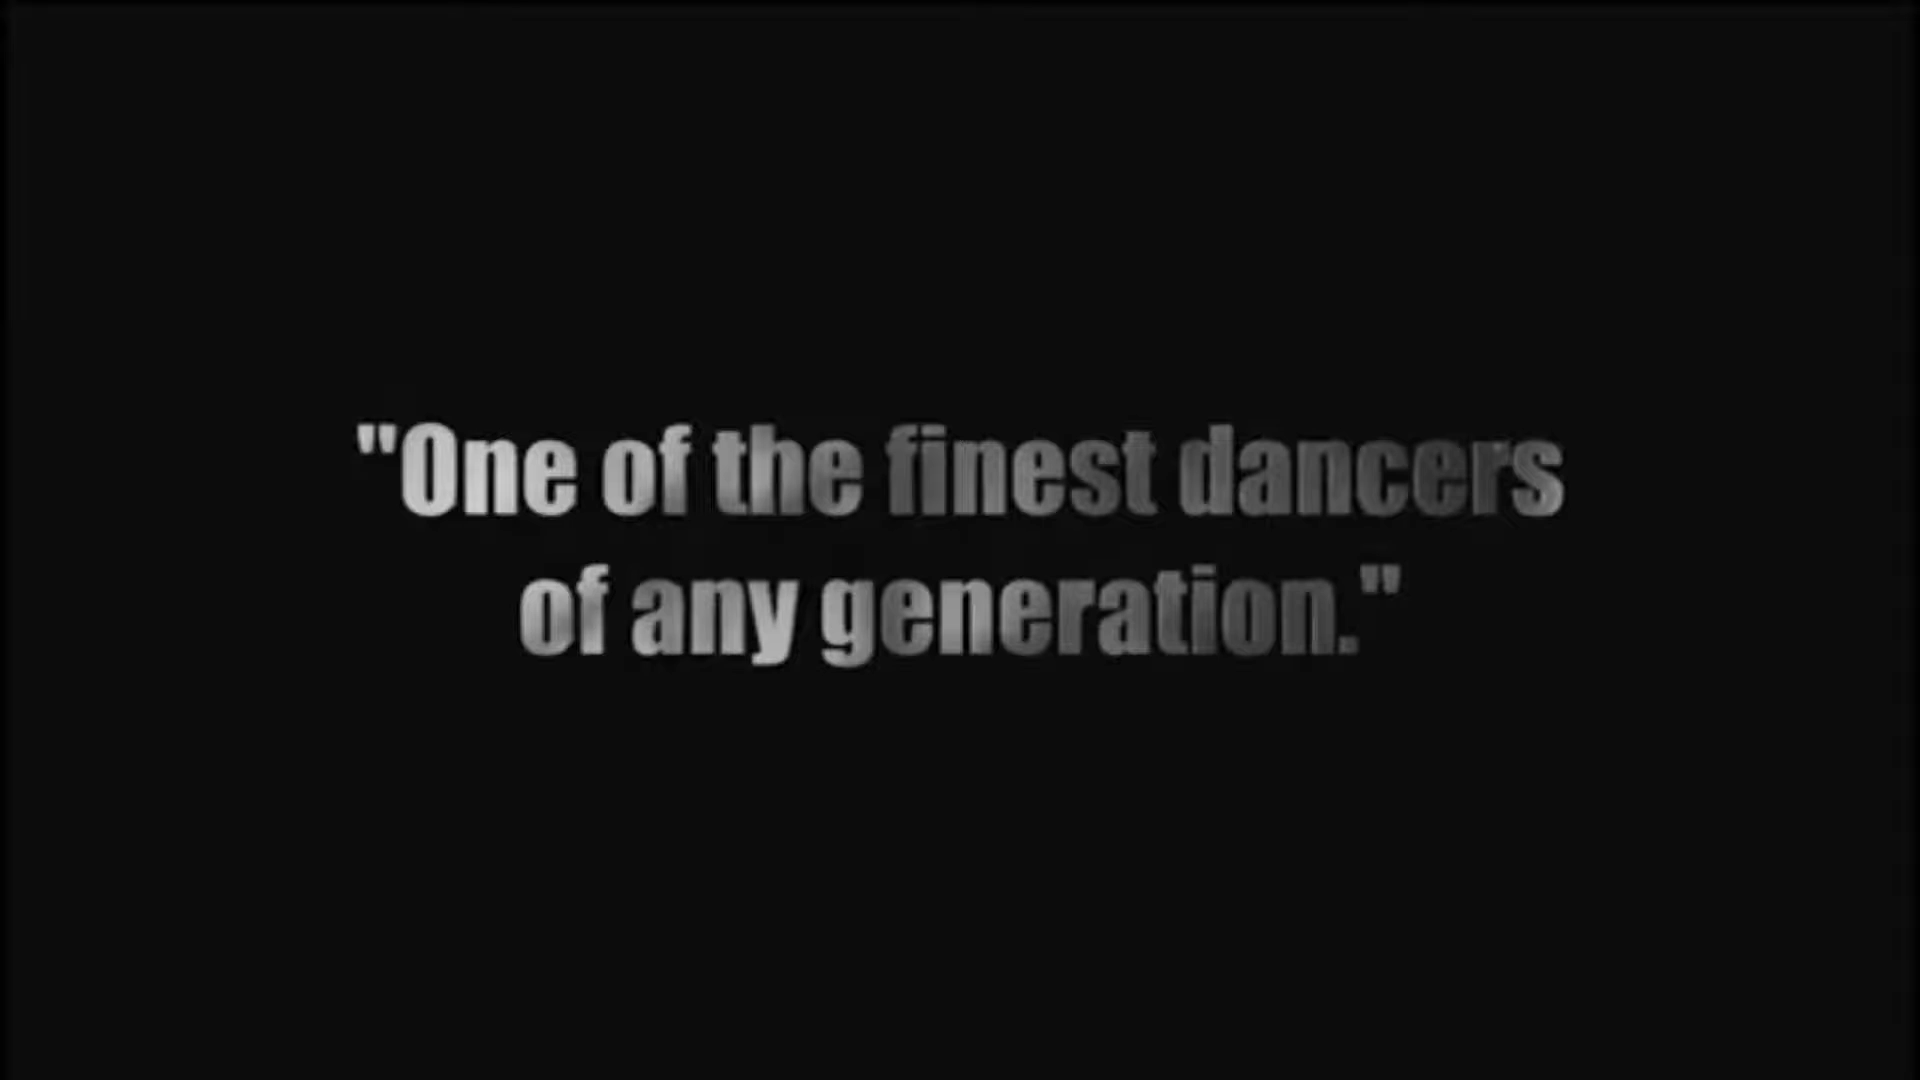 "One of the finest dancers
of any generation."